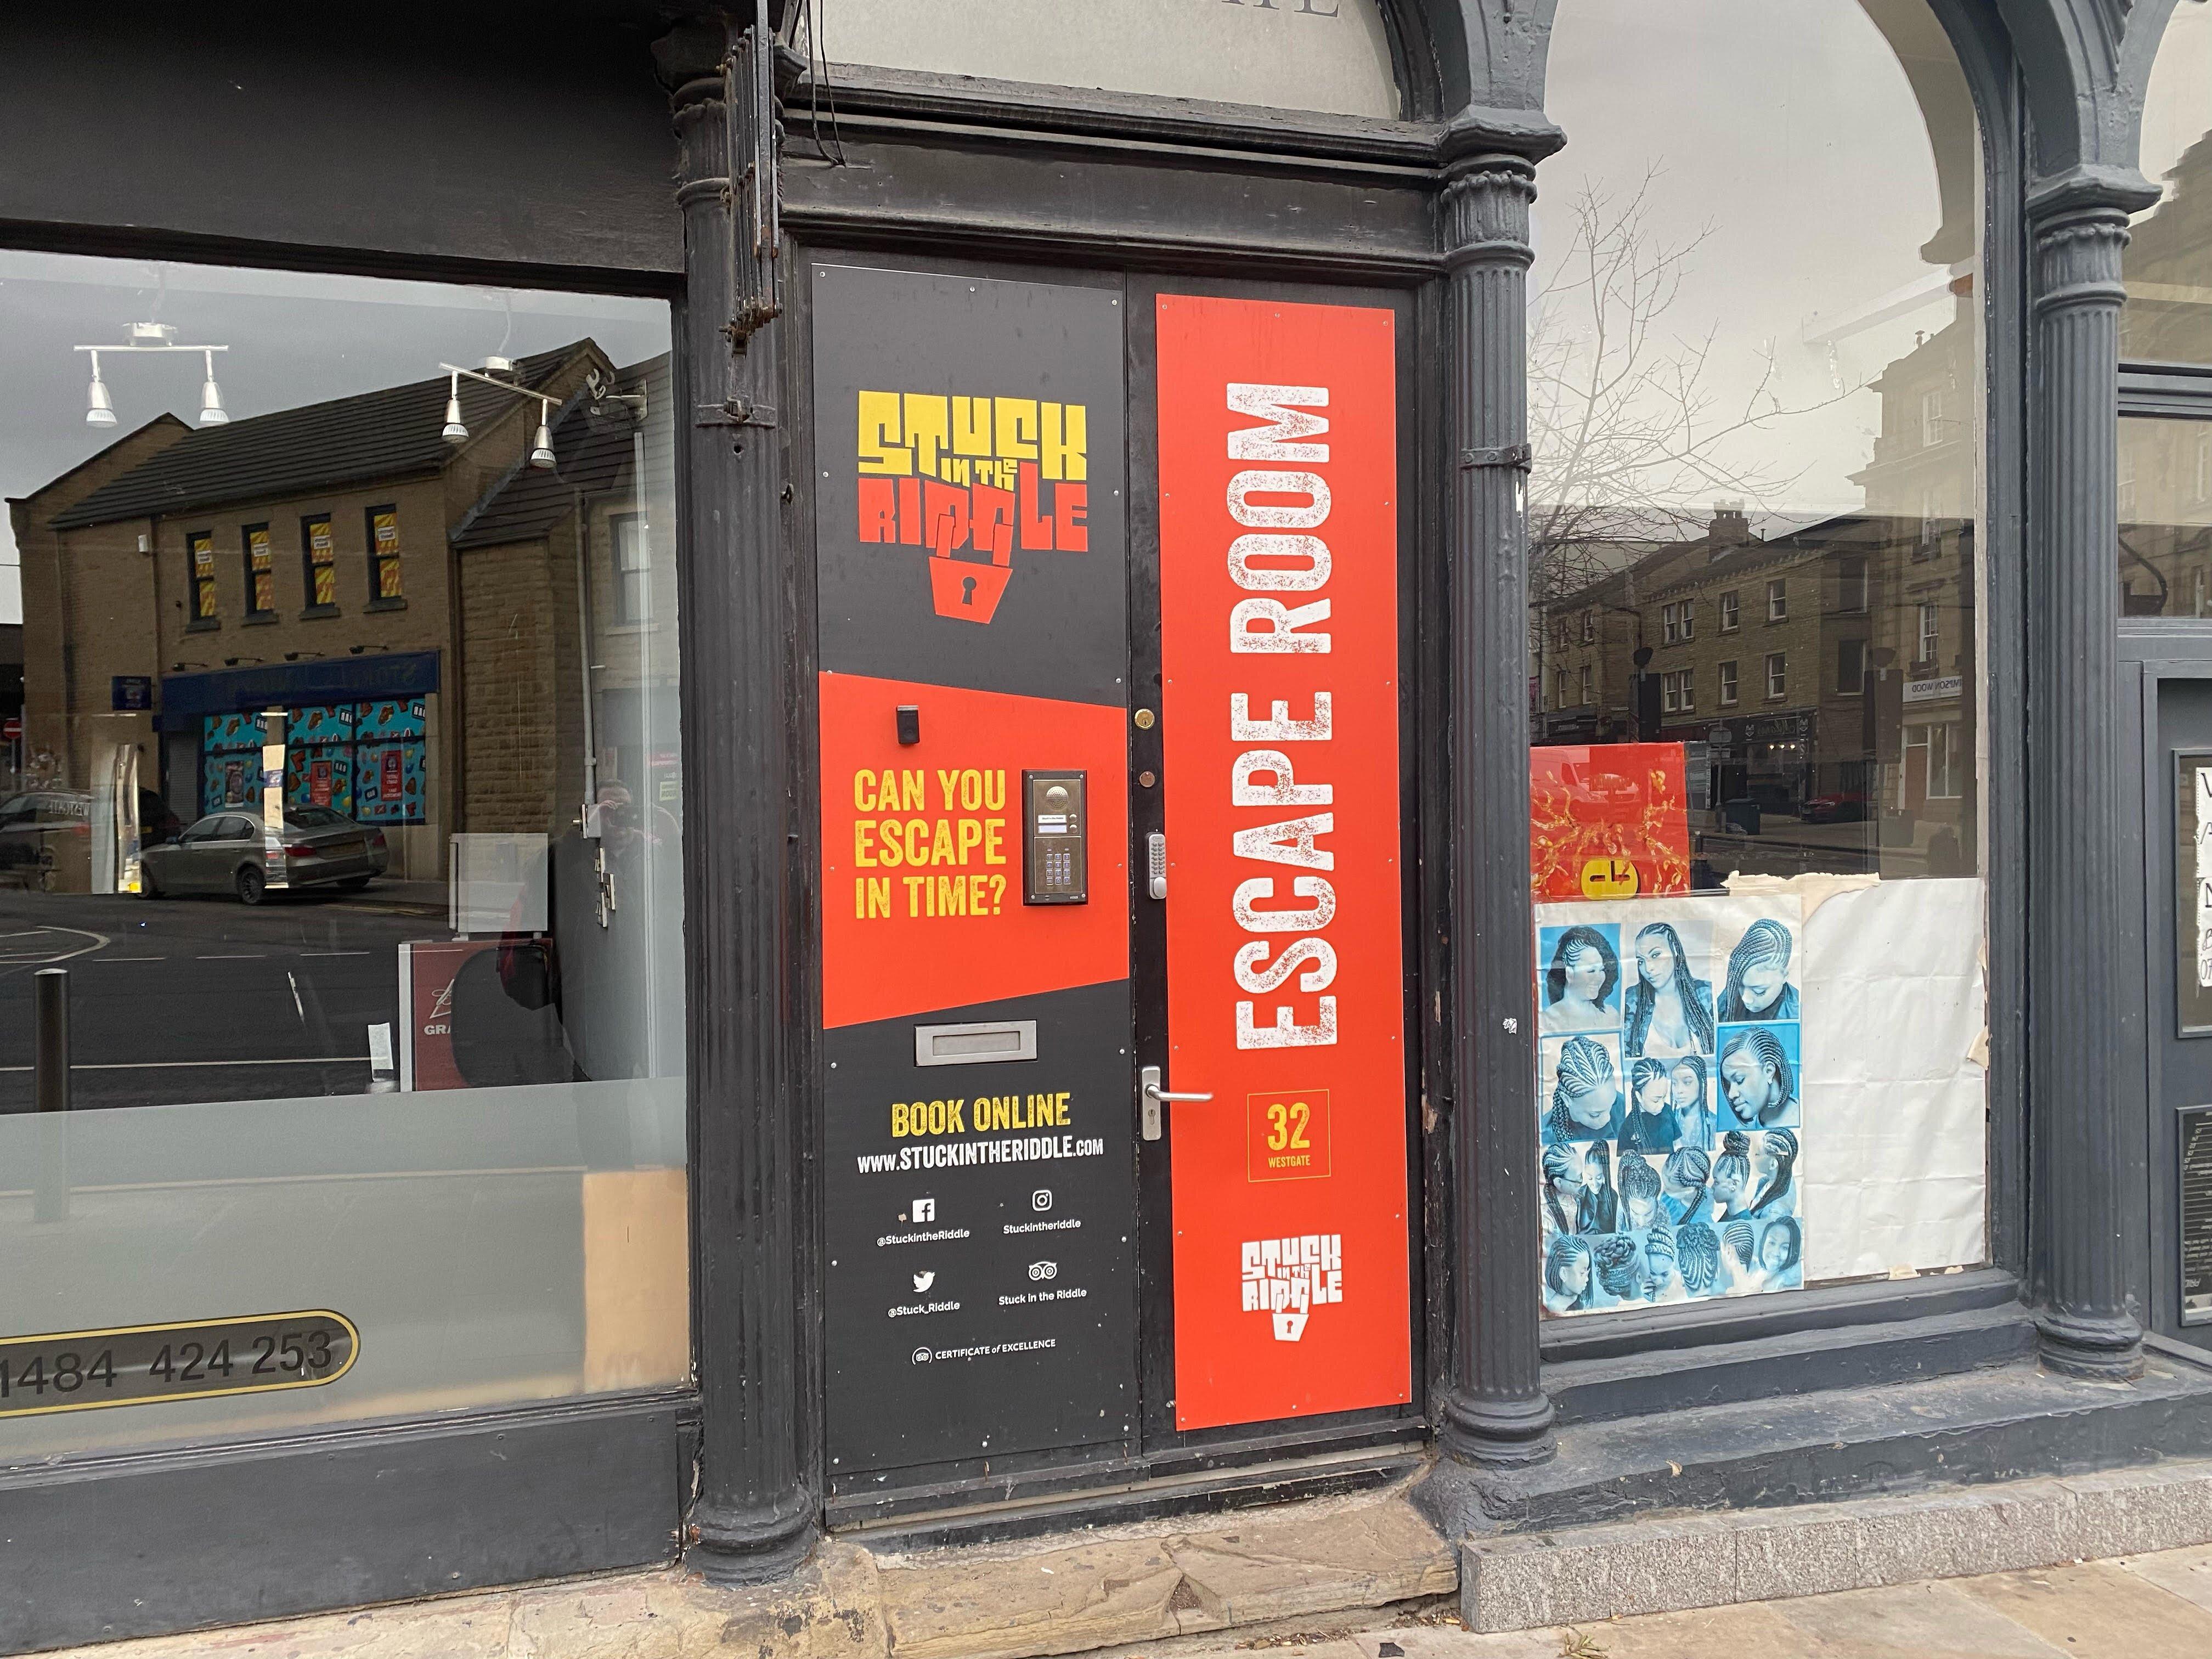 STUCK
IN THE
RIDDLE
CAN YOU
ESCAPE
IN TIME?
BOOK ONLINE
WWW.STUCKINTHERIDDLE.COM
@StuckintheRiddle
Stuckintheriddle
@Stuck_Riddle
Stuck in the Riddle
CERTIFICATE of EXCELLENCE
ESCAPE ROOM
32
WESTGATE
STUCK
IN THE
RIDDLE
1484 424 253
GRA